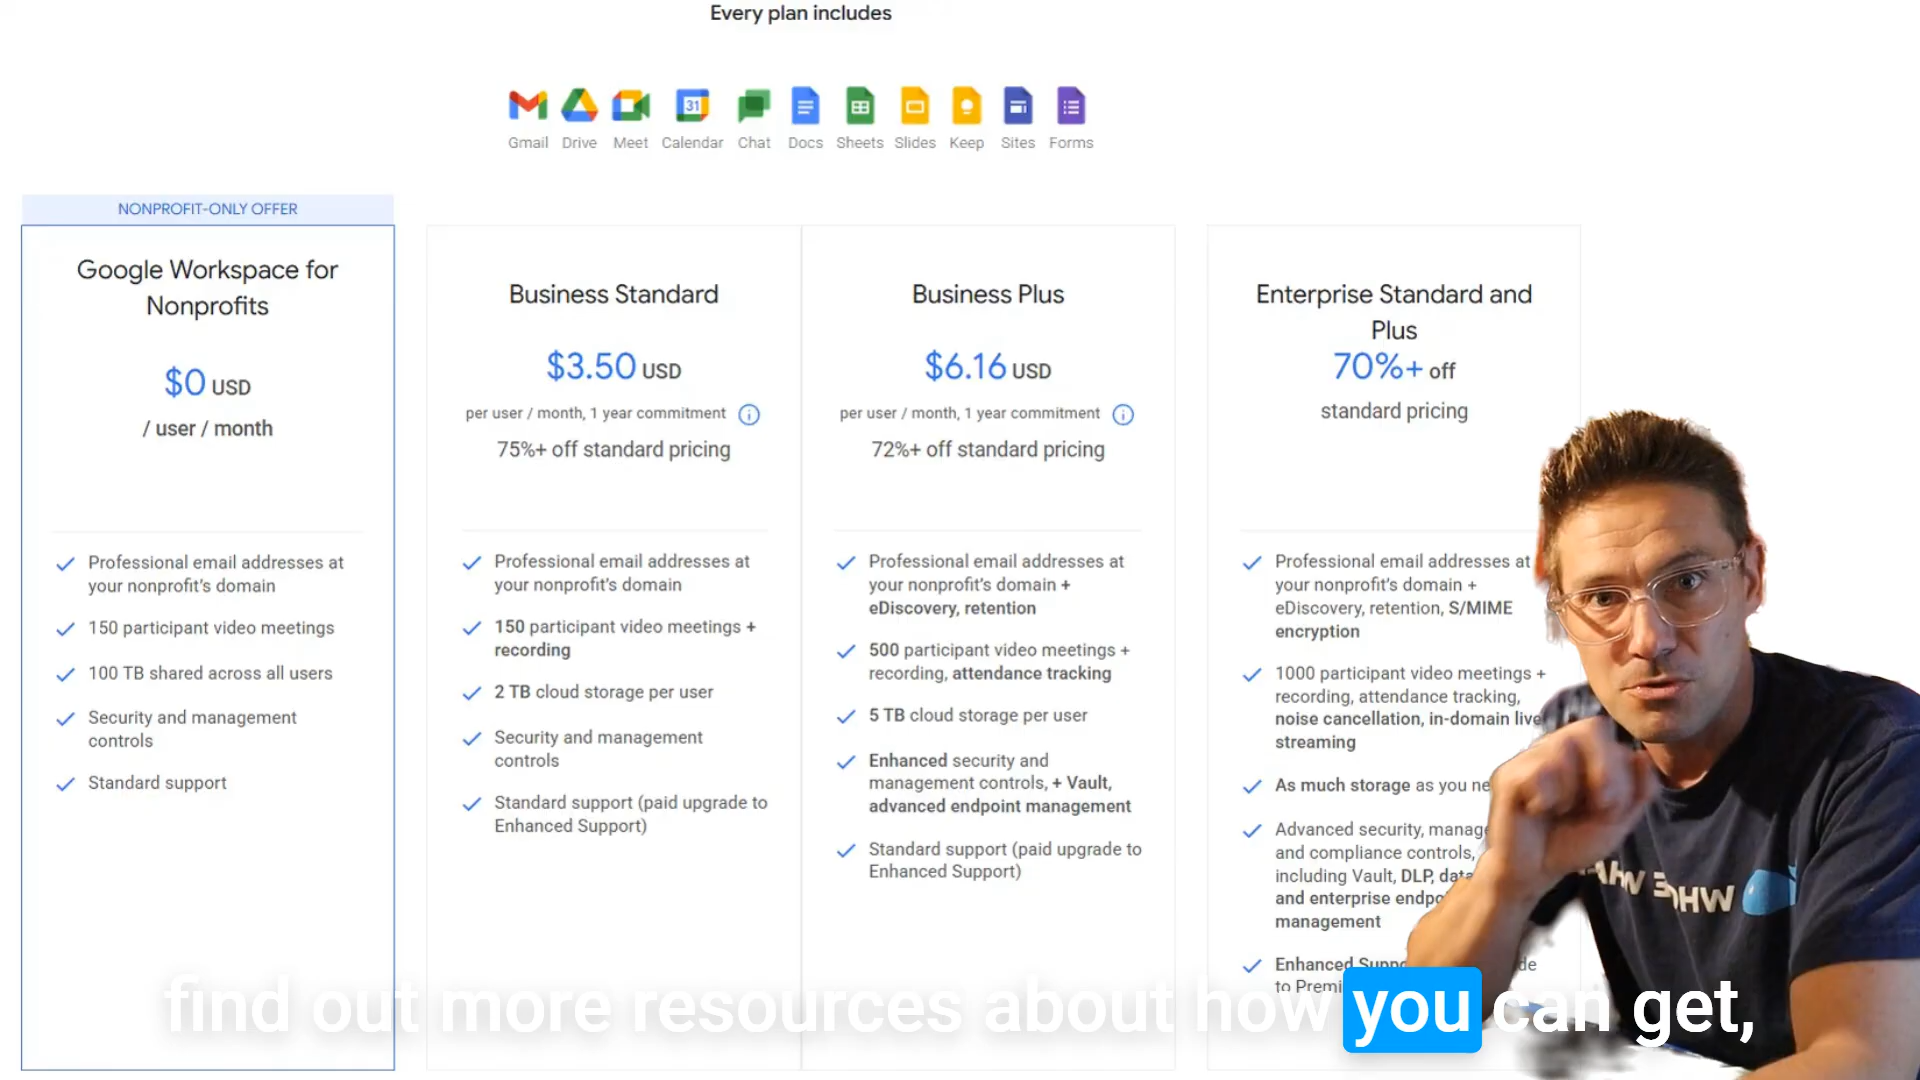 Every plan includes
31
Gmail Drive Meet Calendar Chat Docs Sheets Slides Keep Sites Forms
NONPROFIT-ONLY OFFER
Google Workspace for
Nonprofits
$0 USD
/ user / month
Professional email addresses at
your nonprofit's domain
150 participant video meetings
100 TB shared across all users
Security and management
controls
Standard support
Business Standard
$3.50 USD
per user / month, 1 year commitment
75%+ off standard pricing
Professional email addresses at
your nonprofit's domain
150 participant video meetings +
recording
2 TB cloud storage per user
Security and management
controls
Standard support (paid upgrade to
Enhanced Support)
Business Plus
$6.16 USD
per user / month, 1 year commitment
72%+ off standard pricing
Professional email addresses at
your nonprofit's domain +
eDiscovery, retention
500 participant video meetings +
recording, attendance tracking
5 TB cloud storage per user
Enhanced security and
management controls, + Vault,
advanced endpoint management
Standard support (paid upgrade to
Enhanced Support)
Enterprise Standard and
Plus
70%+ off
standard pricing
Professional email addresses at
your nonprofit's domain +
eDiscovery, retention, S/MIME
encryption
1000 participant video meetings +
recording, attendance tracking,
noise cancellation, in-domain live
streaming
As much storage as you
Advanced security,
and compliance controls,
including Vault, DLP,
and enterprise
management
Enhanced
to
find out more resources about how you can get,